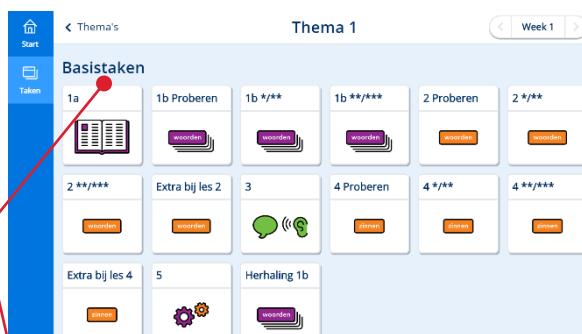 Thema's
Thema 1
Week 1
Start
Taken
Basistaken
1a
1b Proberen
1b */**
1b **/***
2 Proberen
2 */**
woorden
woorden
woorden
woorden
woorden
2 **/***
Extra bij les 2
3
4 Proberen
4 */**
4 **/***
woorden
woorden
zinnen
zinnen
zinnen
Extra bij les 4
5
Herhaling 1b
zinnen
woorden